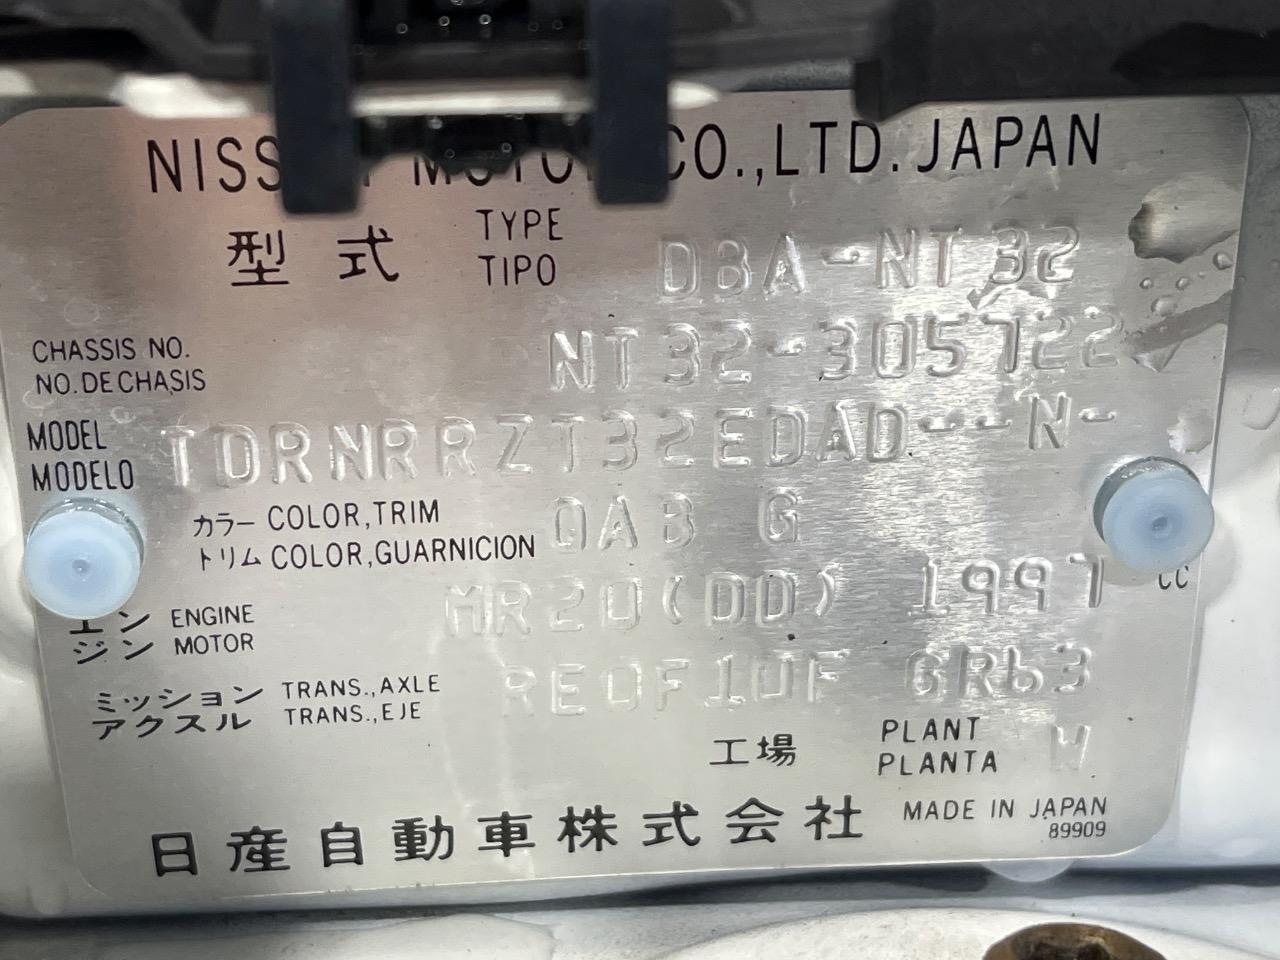 NISSAN MOTOR CO.,LTD. JAPAN
型式 TYPE TIPO DBA-NT32
CHASSIS NO. NO.DE CHASIS NT32-305722
MODEL MODELO TDRNRRZT32EDAD---N-
カラー COLOR,TRIM QAB G
トリム COLOR,GUARNICION
エン ENGINE MR20(DD) 1997 CC
ジン MOTOR
ミッション TRANS.,AXLE RE0F10F GR63
アクスル TRANS.,EJE
工場 PLANT PLANTA W
日産自動車株式会社 MADE IN JAPAN
89909